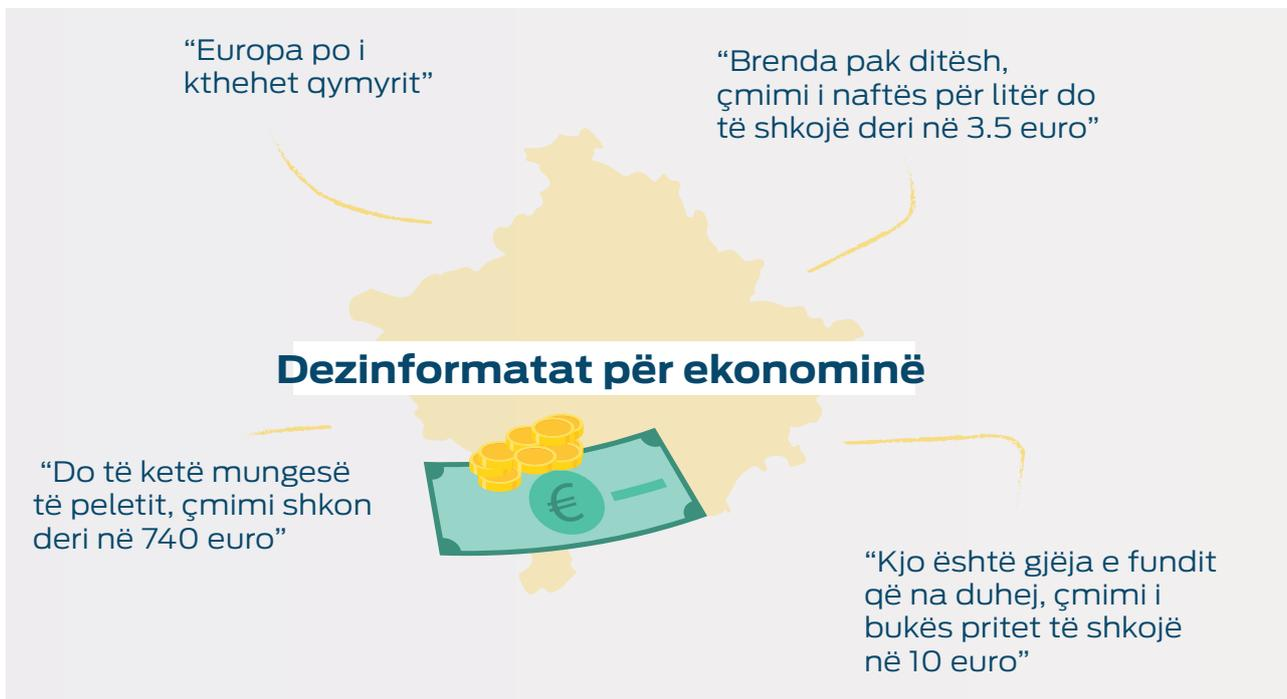 “Europa po i
kthehet qymyrit”
“Brenda pak ditësh,
çmimi i naftës për litër do
të shkojë deri në 3.5 euro”
Dezinformatat për ekonominë
“Do të ketë mungesë
të peletit, çmimi shkon
deri në 740 euro”
€
“Kjo është gjëja e fundit
që na duhej, çmimi i
bukës pritet të shkojë
në 10 euro”